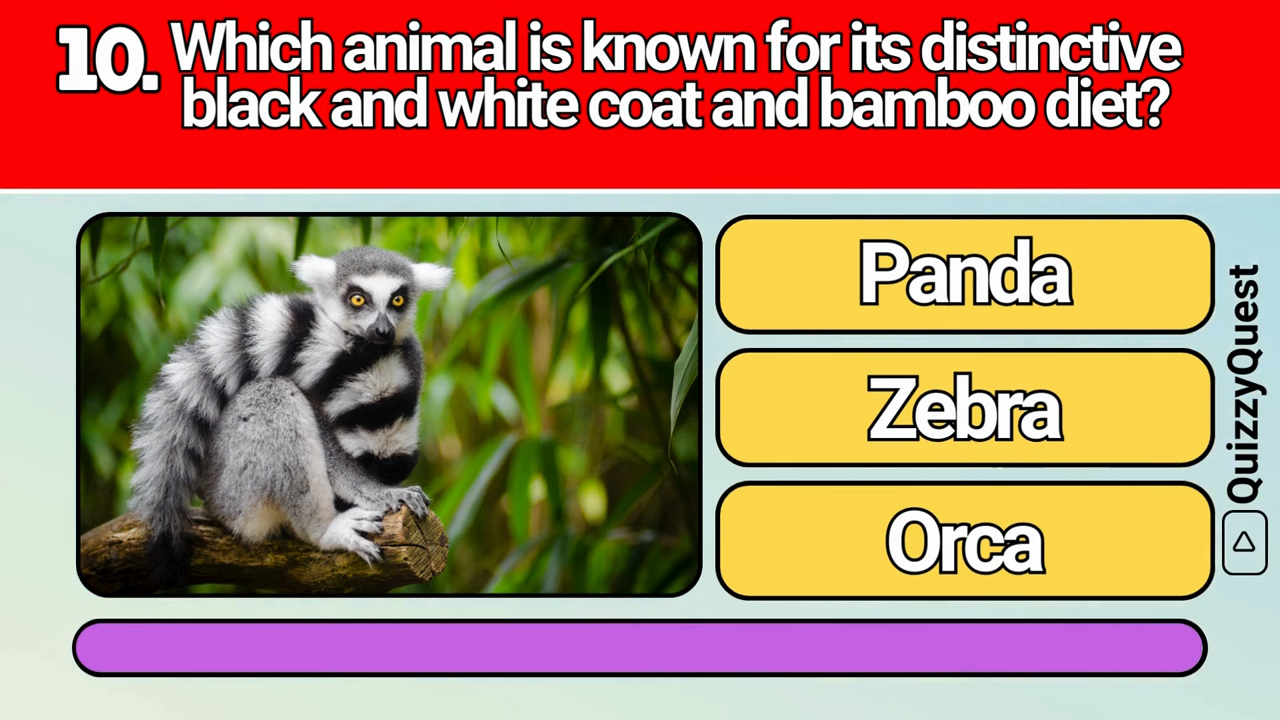 10. Which animal is known for its distinctive
black and white coat and bamboo diet?
Panda
Zebra
Orca
QuizzyQuest